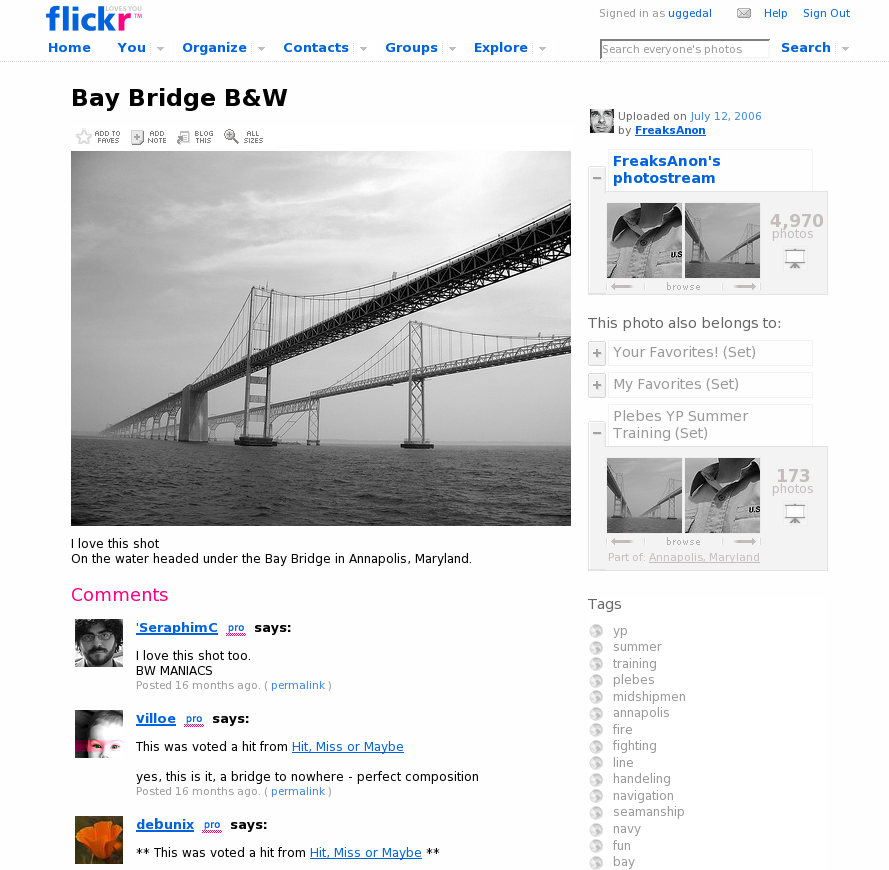 flickr LOVES YOU TM
Signed in as uggedal Help Sign Out
Home You Organize Contacts Groups Explore
Search everyone's photos Search
Bay Bridge B&W
ADD TO FAVES
ADD NOTE
BLOG THIS
ALL SIZES
I love this shot
On the water headed under the Bay Bridge in Annapolis, Maryland.
Comments
'SeraphimC pro says:
I love this shot too.
BW MANIACS
Posted 16 months ago. ( permalink )
villoe pro says:
This was voted a hit from Hit, Miss or Maybe
yes, this is it, a bridge to nowhere - perfect composition
Posted 16 months ago. ( permalink )
debunix pro says:
** This was voted a hit from Hit, Miss or Maybe **
Uploaded on July 12, 2006
by FreaksAnon
FreaksAnon's
photostream
U.S
4,970
photos
browse
This photo also belongs to:
Your Favorites! (Set)
My Favorites (Set)
Plebes YP Summer
Training (Set)
U.S
173
photos
browse
Part of: Annapolis, Maryland
Tags
yp
summer
training
plebes
midshipmen
annapolis
fire
fighting
line
handeling
navigation
seamanship
navy
fun
bay